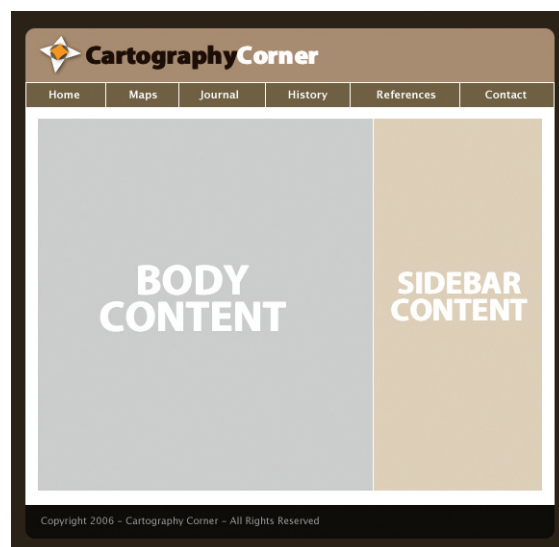 CartographyCorner
Home Maps Journal History References Contact
BODY
CONTENT
SIDEBAR
CONTENT
Copyright 2006 – Cartography Corner – All Rights Reserved